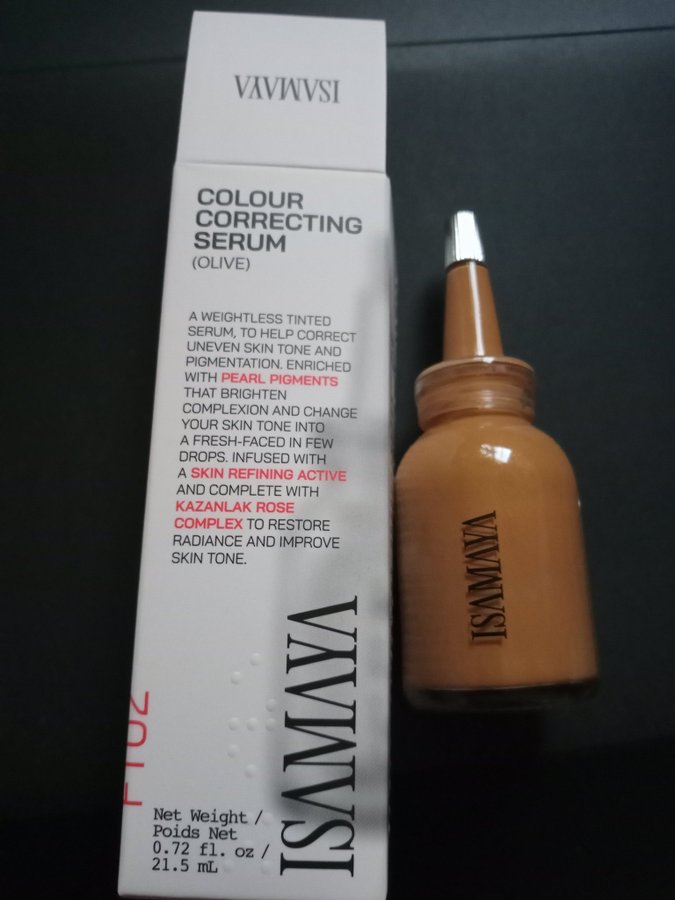 ISAMAYA
COLOUR
CORRECTING
SERUM
(OLIVE)
A WEIGHTLESS TINTED
SERUM, TO HELP CORRECT
UNEVEN SKIN TONE AND
PIGMENTATION. ENRICHED
WITH PEARL PIGMENTS
THAT BRIGHTEN
COMPLEXION AND CHANGE
YOUR SKIN TONE INTO
A FRESH-FACED IN FEW
DROPS. INFUSED WITH
A SKIN REFINING ACTIVE
AND COMPLETE WITH
KAZANLAK ROSE
COMPLEX TO RESTORE
RADIANCE AND IMPROVE
SKIN TONE.
ISAMAYA
Net Weight /
Poids Net
0.72 fl. oz /
21.5 mL
ISAMAYA